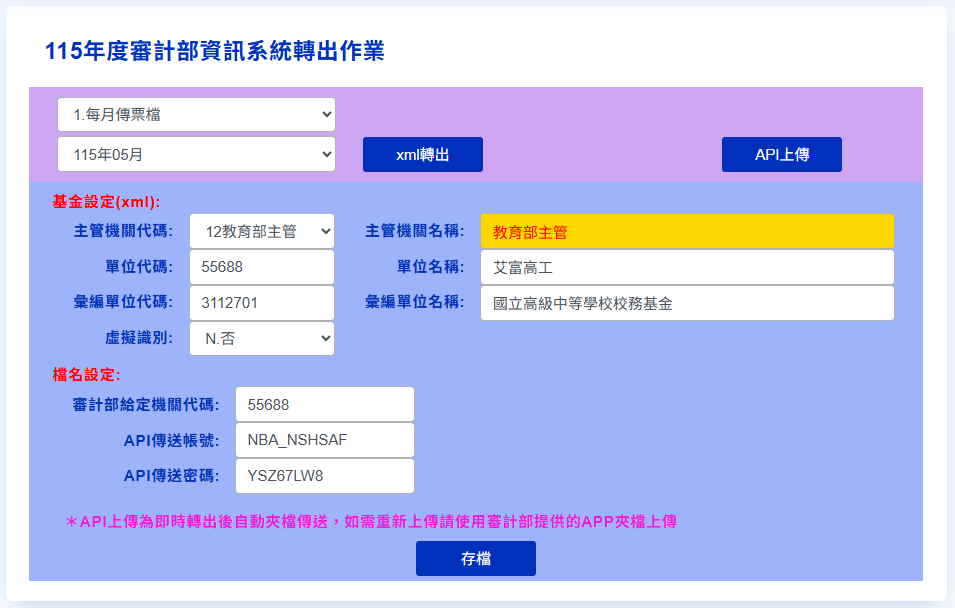 115年度審計部資訊系統轉出作業
1.每月傳票檔
115年05月
xml轉出
API上傳
基金設定(xml):
主管機關代碼: 12教育部主管 主管機關名稱: 教育部主管
單位代碼: 55688 單位名稱: 艾富高工
彙編單位代碼: 3112701 彙編單位名稱: 國立高級中等學校校務基金
虛擬識別: N.否
檔名設定:
審計部給定機關代碼: 55688
API傳送帳號: NBA_NSHSAF
API傳送密碼: YSZ67LW8
＊API上傳為即時轉出後自動夾檔傳送，如需重新上傳請使用審計部提供的APP夾檔上傳
存檔